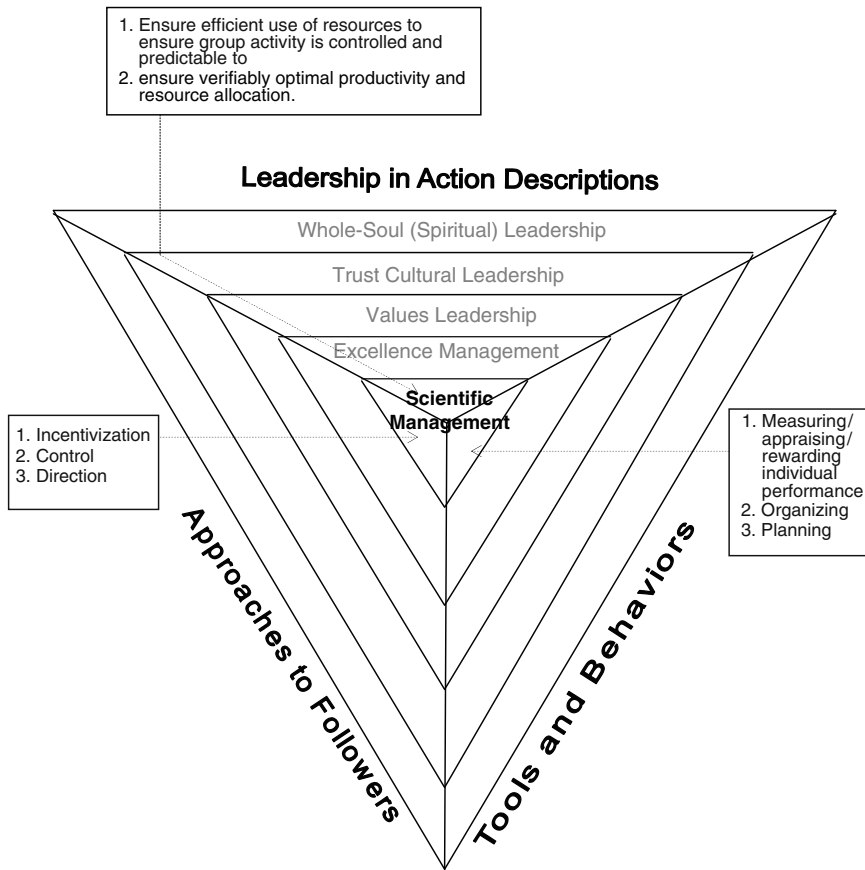 1. Ensure efficient use of resources to
ensure group activity is controlled and
predictable to
2. ensure verifiably optimal productivity and
resource allocation.
Leadership in Action Descriptions
Whole-Soul (Spiritual) Leadership
Trust Cultural Leadership
Values Leadership
Excellence Management
Scientific
Management
1. Incentivization
2. Control
3. Direction
1. Measuring/
appraising/
rewarding
individual
performance
2. Organizing
3. Planning
Approaches to Followers
Tools and Behaviors